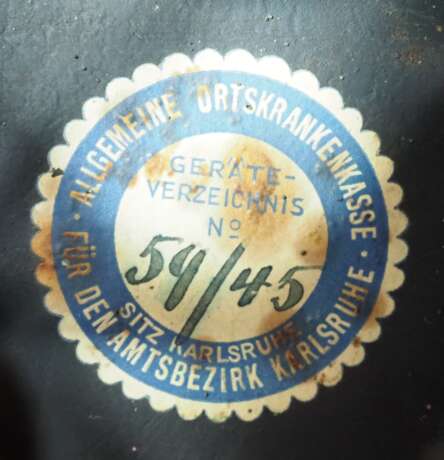 · ALLGEMEINE ORTSKRANKENKASSE ·
FÜR DEN AMTSBEZIRK KARLSRUHE
GERÄTE-
VERZEICHNIS
Nº
59/45
SITZ KARLSRUHE